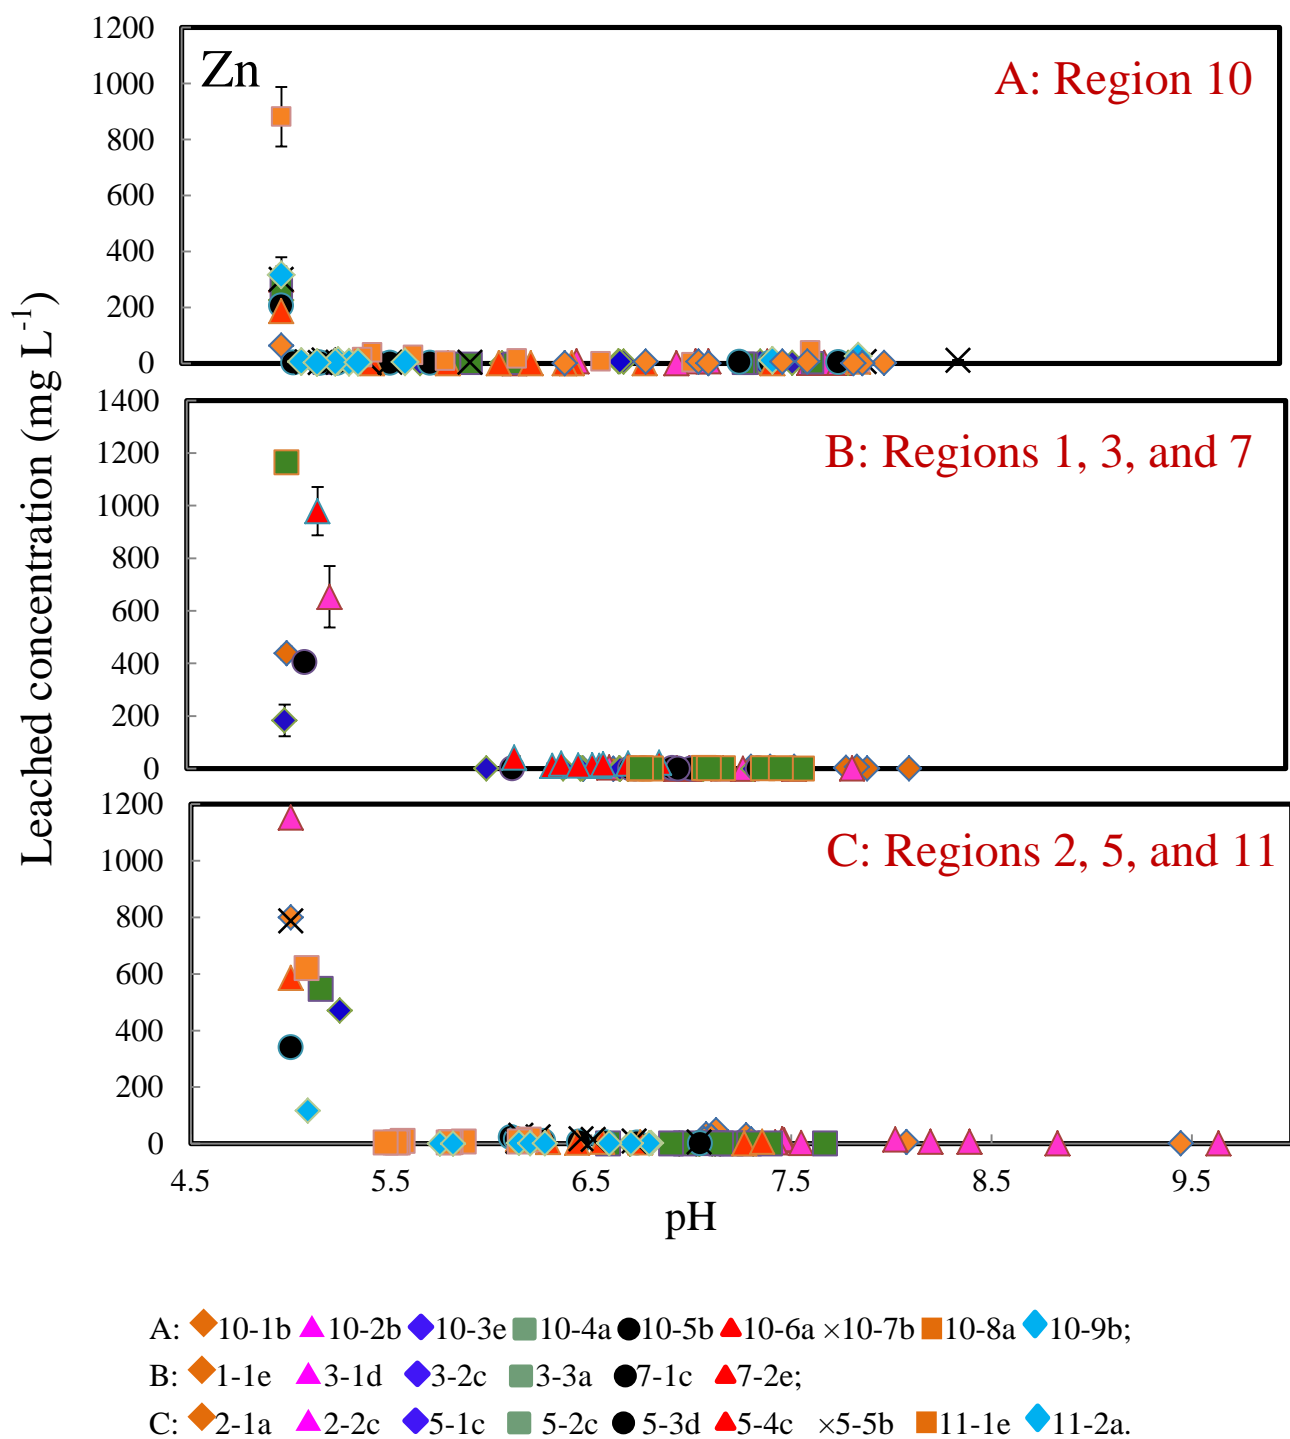 1200
Zn
A: Region 10
1000
800
600
400
200
0
1400
B: Regions 1, 3, and 7
1200
1000
800
600
400
200
0
Leached concentration (mg L⁻¹)
1200
C: Regions 2, 5, and 11
1000
800
600
400
200
0
4.5 5.5 6.5 7.5 8.5 9.5
pH
A: 10-1b 10-2b 10-3e 10-4a 10-5b 10-6a ×10-7b 10-8a 10-9b;
B: 1-1e 3-1d 3-2c 3-3a 7-1c 7-2e;
C: 2-1a 2-2c 5-1c 5-2c 5-3d 5-4c ×5-5b 11-1e 11-2a.